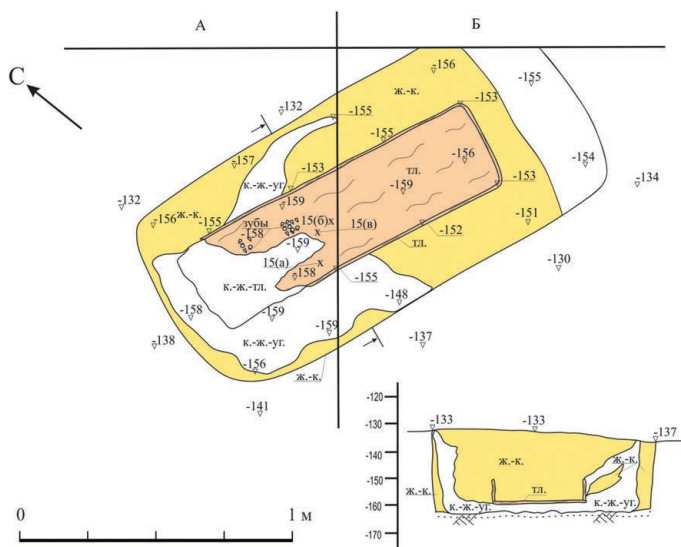 А Б
С
-156
ж.-к.
-155
-132
-155
-153
-155
-157
тл.
-156
-154
-134
-153
к.-ж.-уг.
-159
-159
-153
-132
ж.-к.
-156
-155
зубы
15(б)х
х 15(в)
-151
-158
-152
-159
тл.
15(а) х
-158
-155
-130
к.-ж.-тл.
-148
-158
-159
-159
-138
к.-ж.-уг.
-137
-156
ж.-к.
-141
-120
-130
-133
-133
-137
-140
ж.-к.
ж.-к.
-150
тл.
ж.-к.
-160
к.-ж.-уг.
к.-ж.-уг.
-170
0 1 м